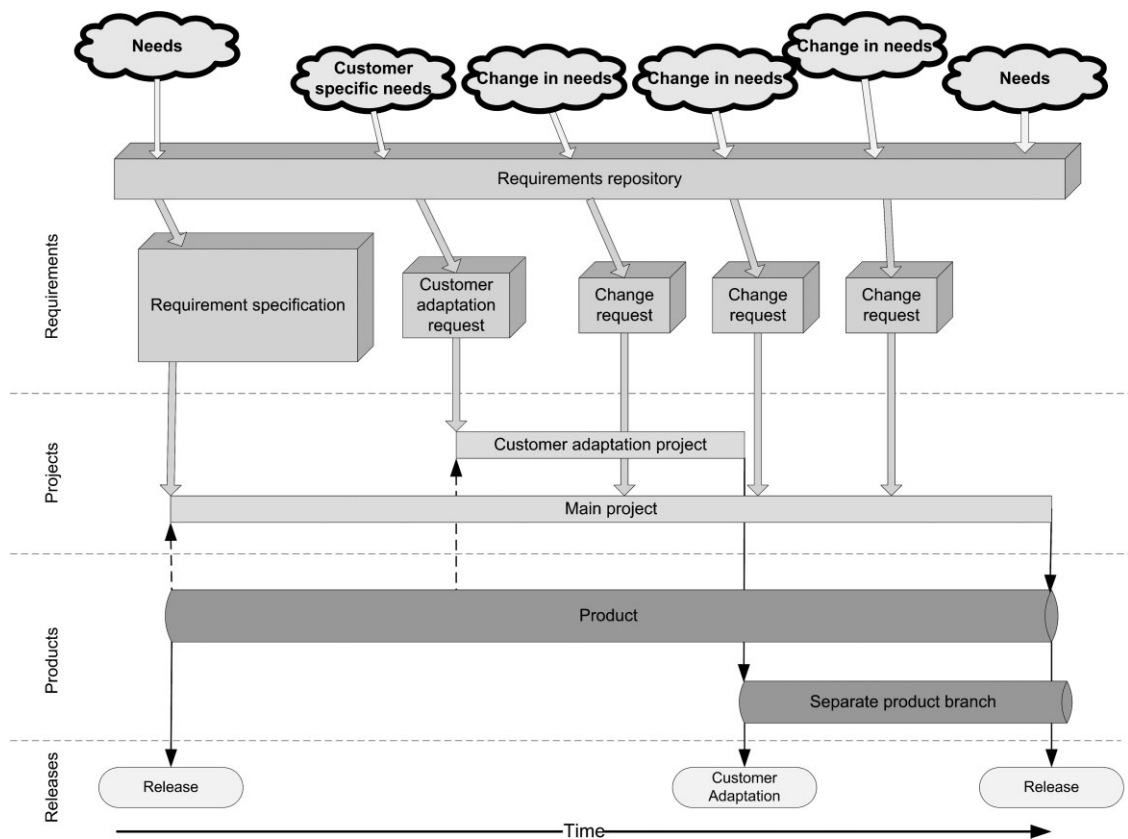 Needs
Customer
specific needs
Change in needs
Change in needs
Change in needs
Needs
Requirements repository
Requirements
Requirement specification
Customer
adaptation
request
Change
request
Change
request
Change
request
Projects
Customer adaptation project
Main project
Products
Product
Separate product branch
Releases
Release
Customer
Adaptation
Release
Time